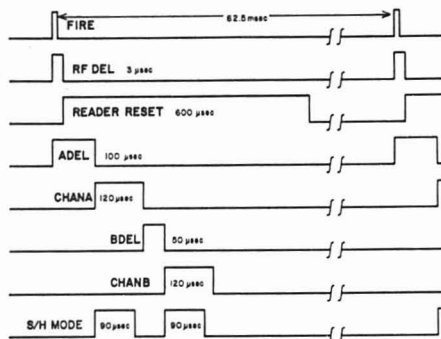 62.5 msec
FIRE
RF DEL 3 µsec
READER RESET 600 µsec
ADEL 100 µsec
CHANA 120 µsec
BDEL 50 µsec
CHANB 120 µsec
S/H MODE 90 µsec 90 µsec